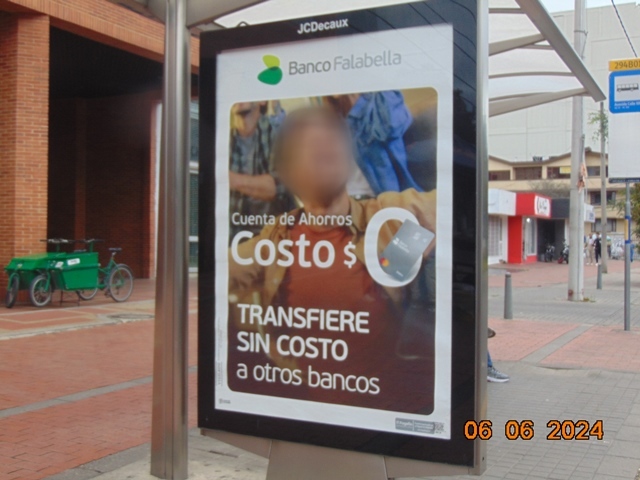 JCDecaux
Banco Falabella
Cuenta de Ahorros
Costo $0
TRANSFIERE
SIN COSTO
a otros bancos
06 06 2024